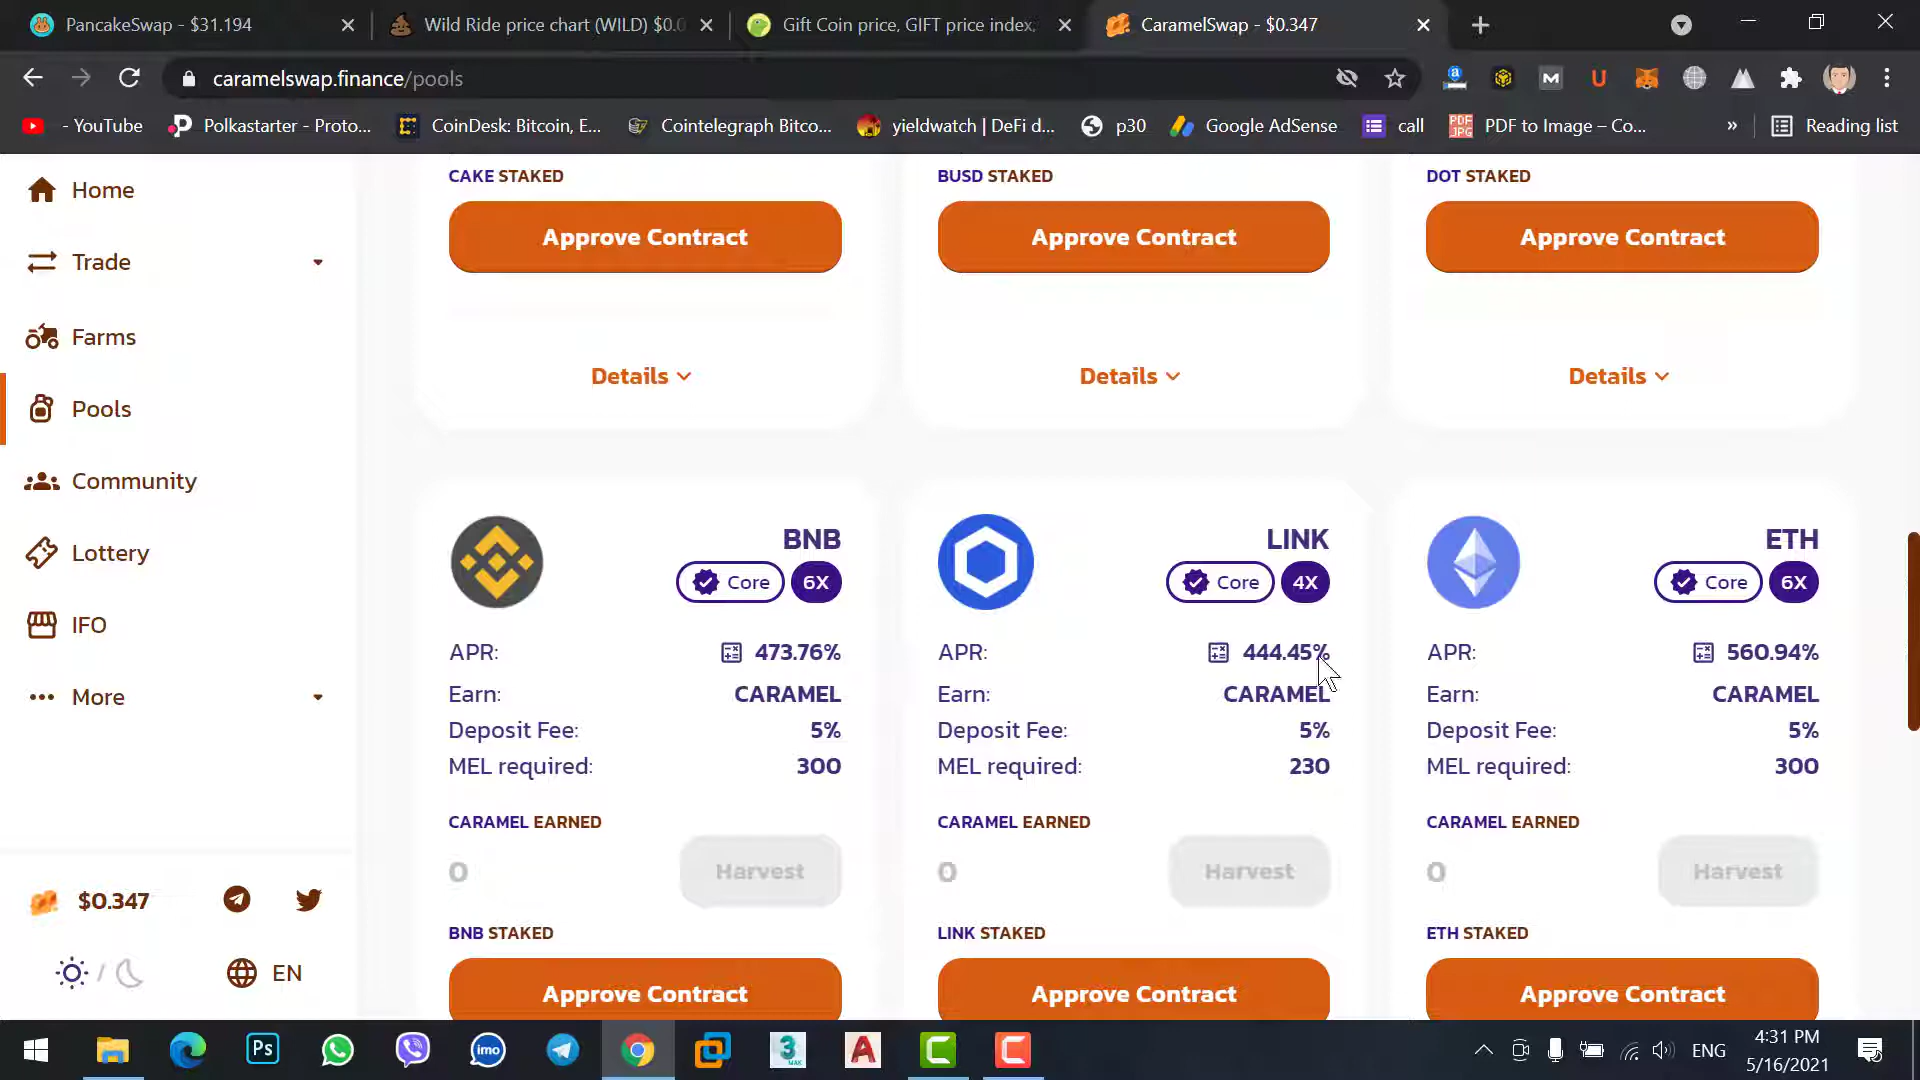 PancakeSwap - $31.194
Wild Ride price chart (WILD) $0.0
Gift Coin price, GIFT price index,
CaramelSwap - $0.347
caramelswap.finance/pools
- YouTube
Polkastarter - Proto...
CoinDesk: Bitcoin, E...
Cointelegraph Bitco...
yieldwatch | DeFi d...
p30
Google AdSense
call
PDF to Image – Co...
»
Reading list
Home
Trade
Farms
Pools
Community
Lottery
IFO
More
$0.347
EN
CAKE STAKED
Approve Contract
Details
BUSD STAKED
Approve Contract
Details
DOT STAKED
Approve Contract
Details
BNB
Core 6X
APR: 473.76%
Earn: CARAMEL
Deposit Fee: 5%
MEL required: 300
CARAMEL EARNED
0 Harvest
BNB STAKED
Approve Contract
LINK
Core 4X
APR: 444.45%
Earn: CARAMEL
Deposit Fee: 5%
MEL required: 230
CARAMEL EARNED
0 Harvest
LINK STAKED
Approve Contract
ETH
Core 6X
APR: 560.94%
Earn: CARAMEL
Deposit Fee: 5%
MEL required: 300
CARAMEL EARNED
0 Harvest
ETH STAKED
Approve Contract
Ps
imo
3
A
ENG
4:31 PM
5/16/2021